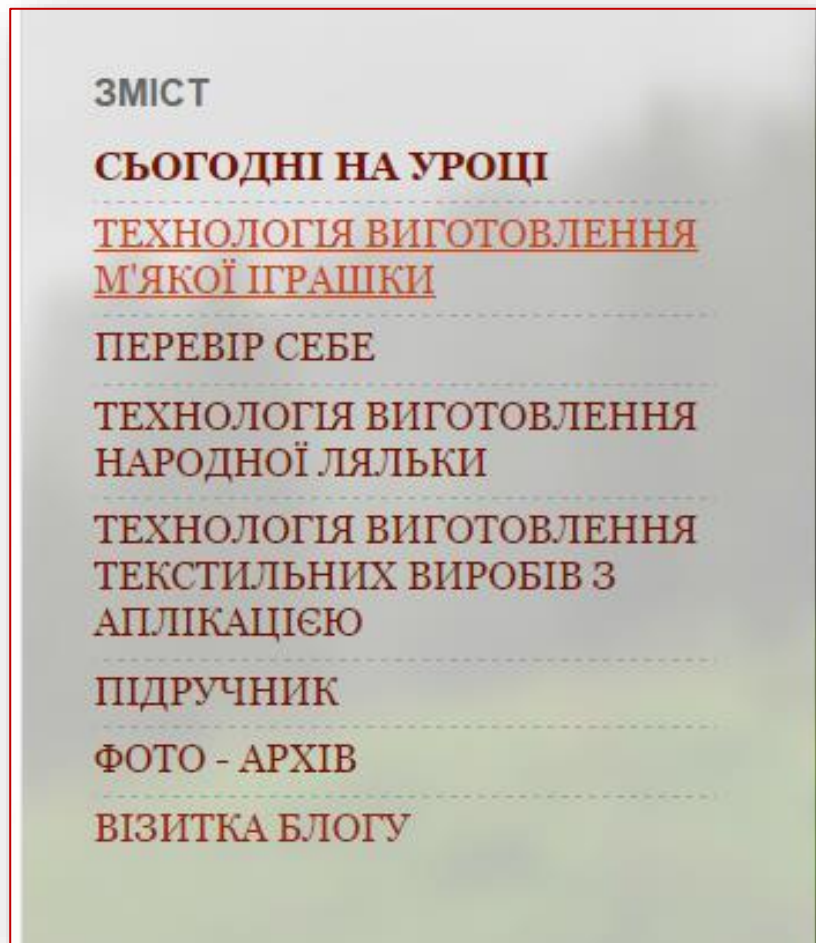 ЗМІСТ
СЬОГОДНІ НА УРОЦІ
ТЕХНОЛОГІЯ ВИГОТОВЛЕННЯ
М'ЯКОЇ ІГРАШКИ
ПЕРЕВІР СЕБЕ
ТЕХНОЛОГІЯ ВИГОТОВЛЕННЯ
НАРОДНОЇ ЛЯЛЬКИ
ТЕХНОЛОГІЯ ВИГОТОВЛЕННЯ
ТЕКСТИЛЬНИХ ВИРОБІВ З
АПЛІКАЦІЄЮ
ПІДРУЧНИК
ФОТО - АРХІВ
ВІЗИТКА БЛОГУ